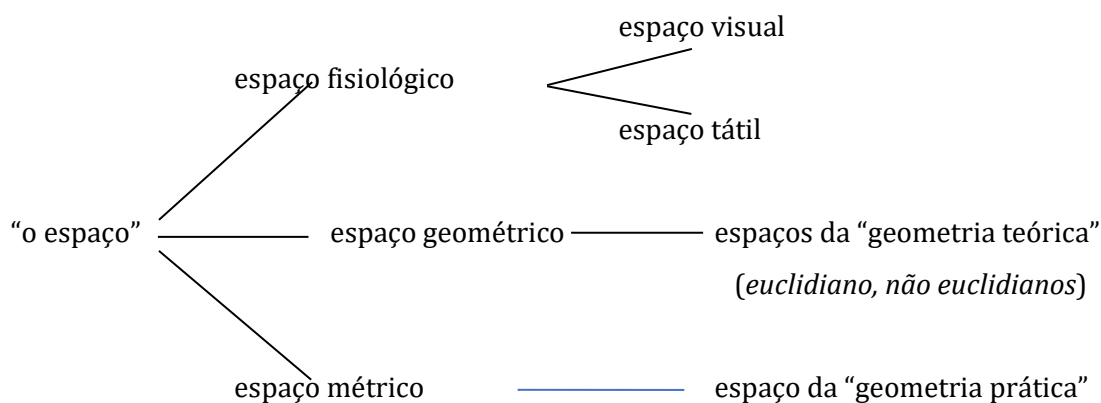 espaço visual
espaço fisiológico
espaço tátil
“o espaço”
espaço geométrico
espaços da “geometria teórica”
(euclidiano, não euclidianos)
espaço métrico
espaço da “geometria prática”